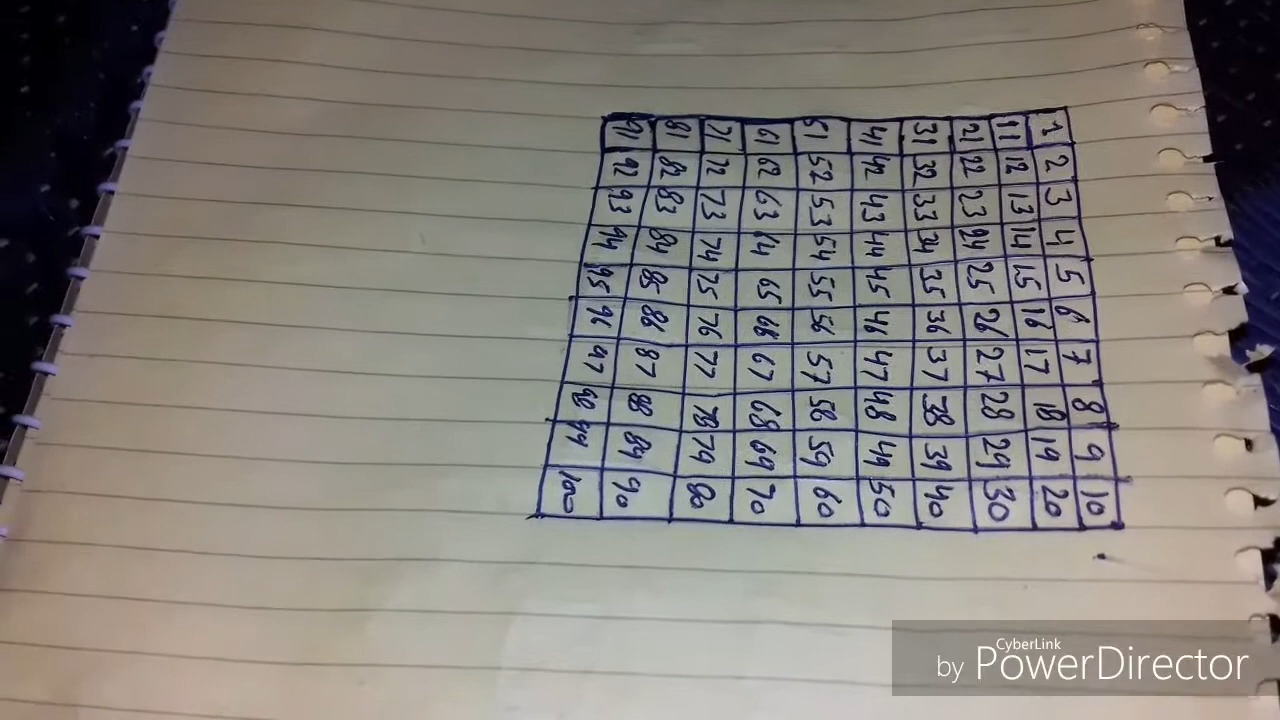 1 2 3 4 5 6 7 8 9 10
11 12 13 14 15 16 17 18 19 20
21 22 23 24 25 26 27 28 29 30
31 32 33 34 35 36 37 38 39 40
41 42 43 44 45 46 47 48 49 50
51 52 53 54 55 56 57 58 59 60
61 62 63 64 65 66 67 68 69 70
71 72 73 74 75 76 77 78 79 80
81 82 83 84 85 86 87 88 89 90
91 92 93 94 95 96 97 98 99 100
CyberLink
by PowerDirector